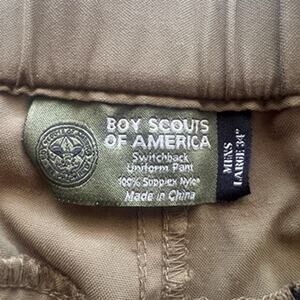 BOY SCOUTS
OF AMERICA
Switchback
Uniform Pant
100% Supplex Nylon
Made in China
MENS
LARGE 34"